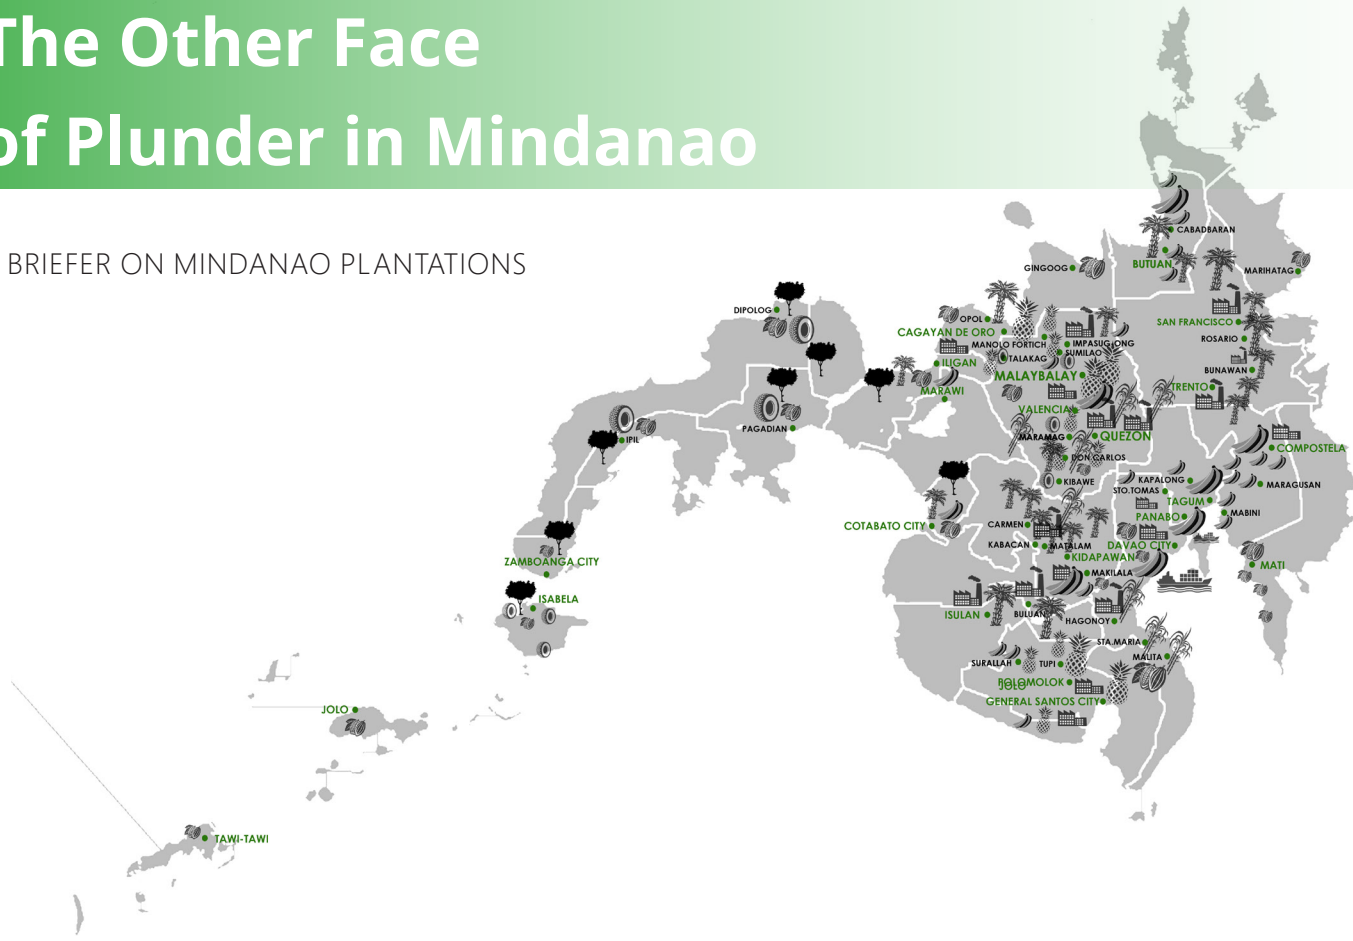 The Other Face
of Plunder in Mindanao
BRIEFER ON MINDANAO PLANTATIONS
CABADBARAN
BUTUAN
GINGOOG
MARIHATAG
DIPOLOG
OPOL
SAN FRANCISCO
CAGAYAN DE ORO
ROSARIO
MANOLO FORTICH
IMPASUG-ONG
SUMILAO
TALAKAG
ILIGAN
BUNAWAN
MALAYBALAY
TRENTO
MARAWI
VALENCIA
PAGADIAN
IPIL
MARAMAG
QUEZON
COMPOSTELA
DON CARLOS
KIBAWE
KAPALONG
MARAGUSAN
STO.TOMAS
TAGUM
MABINI
PANABO
COTABATO CITY
CARMEN
KABACAN
MATALAM
DAVAO CITY
KIDAPAWAN
ZAMBOANGA CITY
MATI
MAKILALA
ISABELA
ISULAN
BULUAN
HAGONOY
STA.MARIA
MALITA
SURALLAH
TUPI
POLOMOLOK
JOLO
GENERAL SANTOS CITY
JOLO
TAWI-TAWI